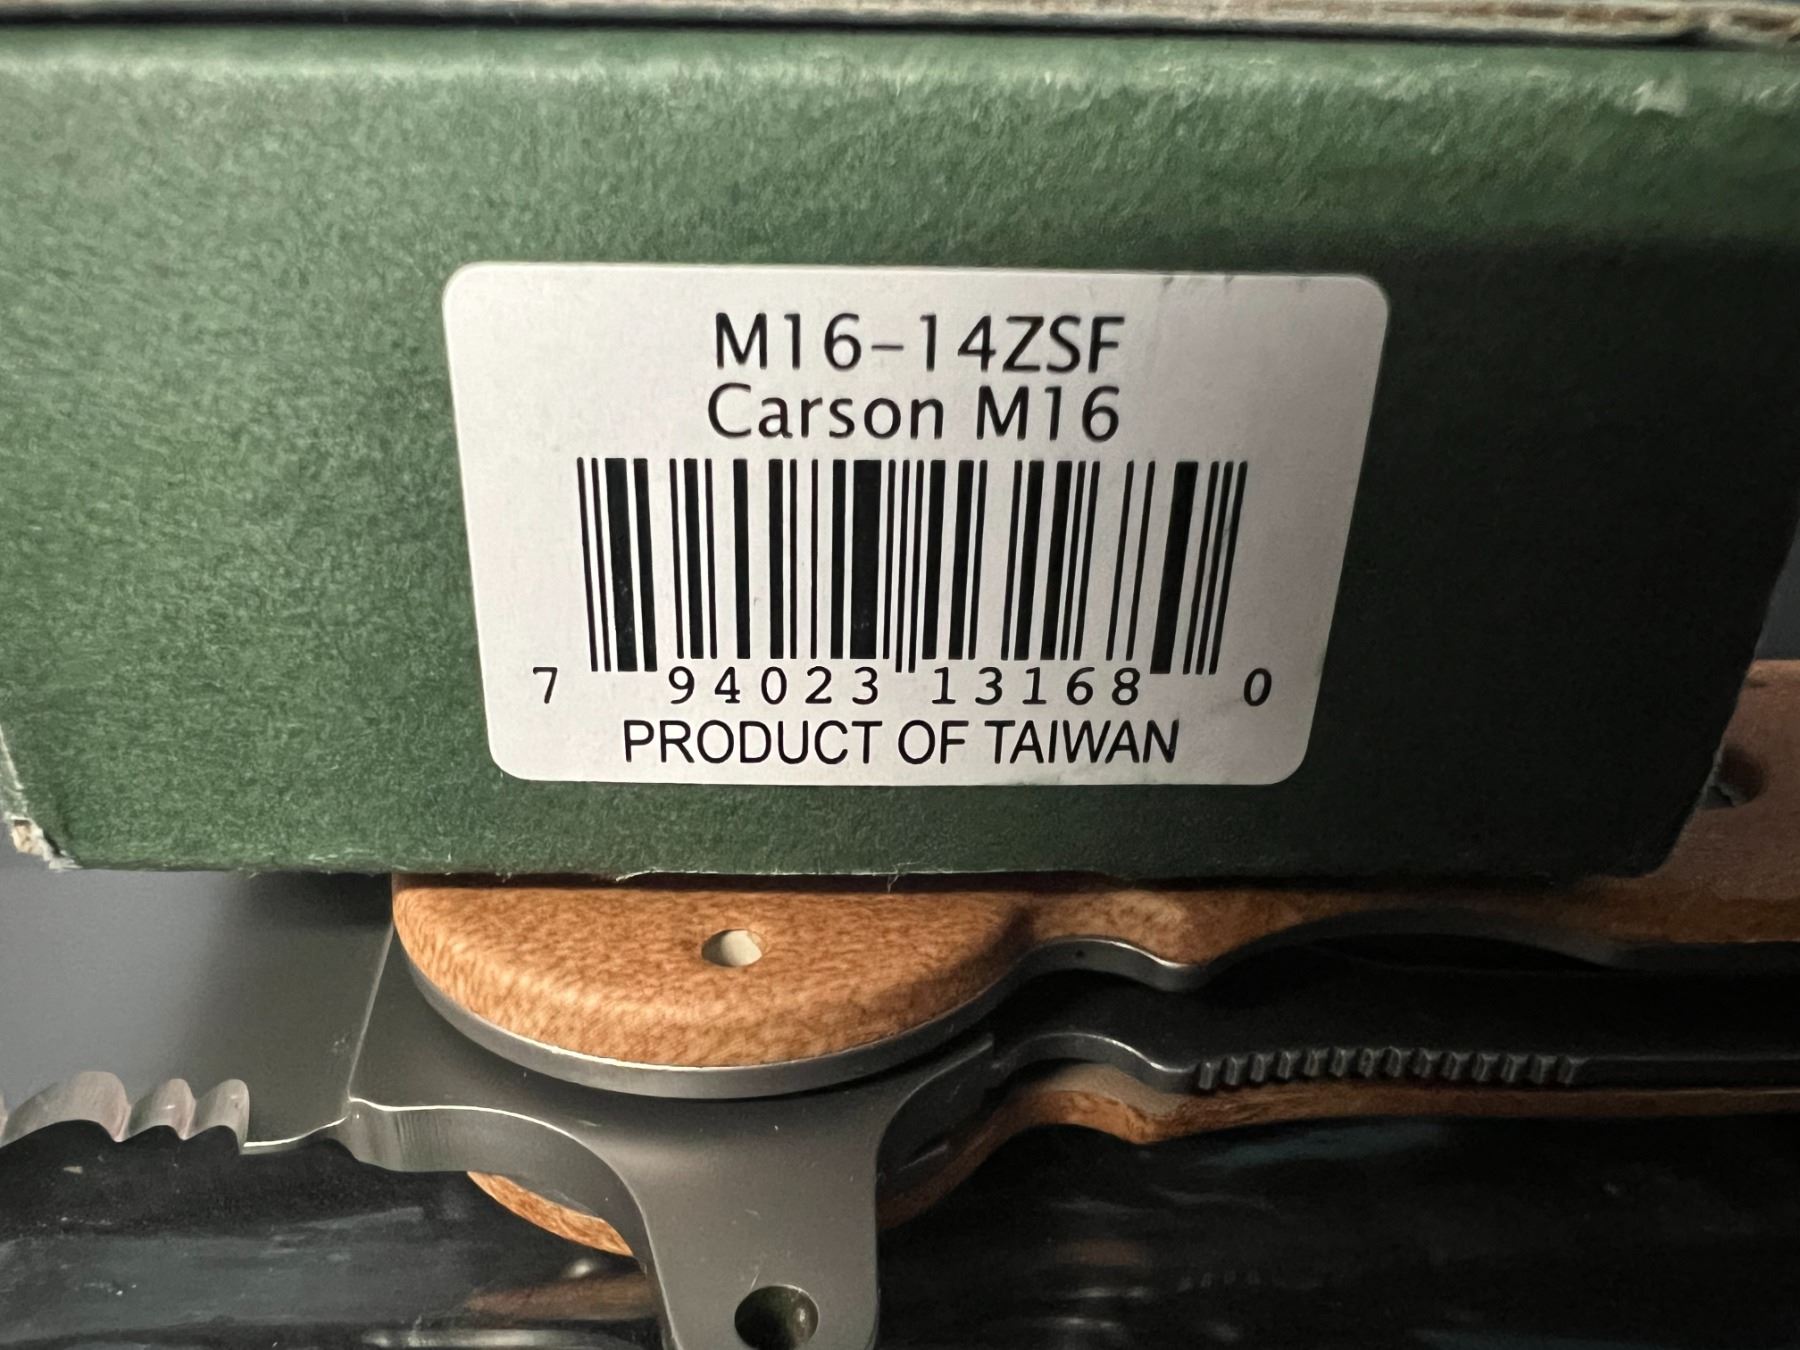 M16-14ZSF
Carson M16
7 94023 13168 0
PRODUCT OF TAIWAN